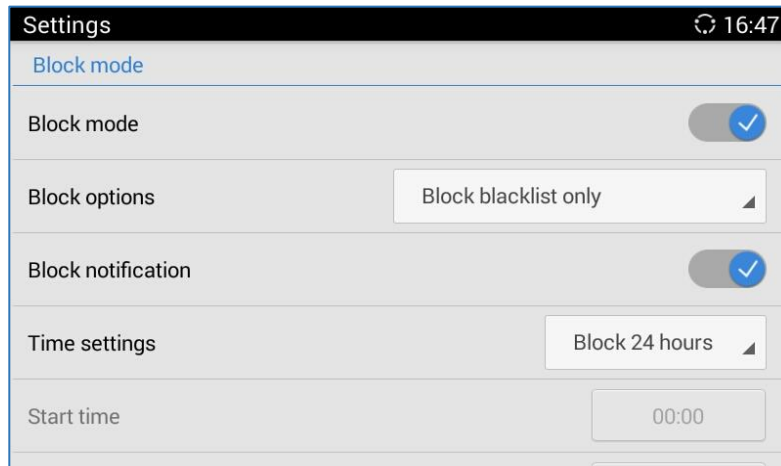 Settings 16:47
Block mode
Block mode
Block options Block blacklist only
Block notification
Time settings Block 24 hours
Start time 00:00